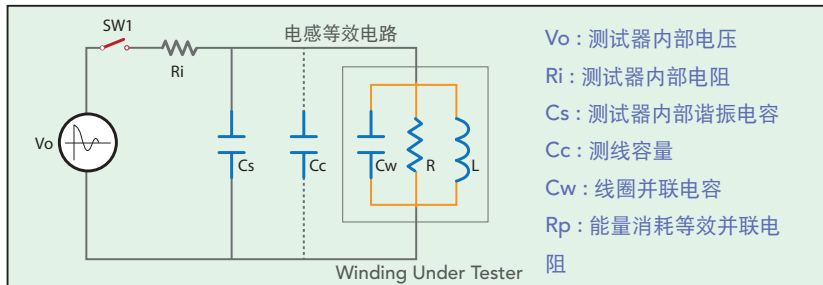 SW1
Ri
电感等效电路
Vo
Cs
Cc
Cw
R
L
Winding Under Tester
Vo : 测试器内部电压
Ri : 测试器内部电阻
Cs : 测试器内部谐振电容
Cc : 测线容量
Cw : 线圈并联电容
Rp : 能量消耗等效并联电
阻